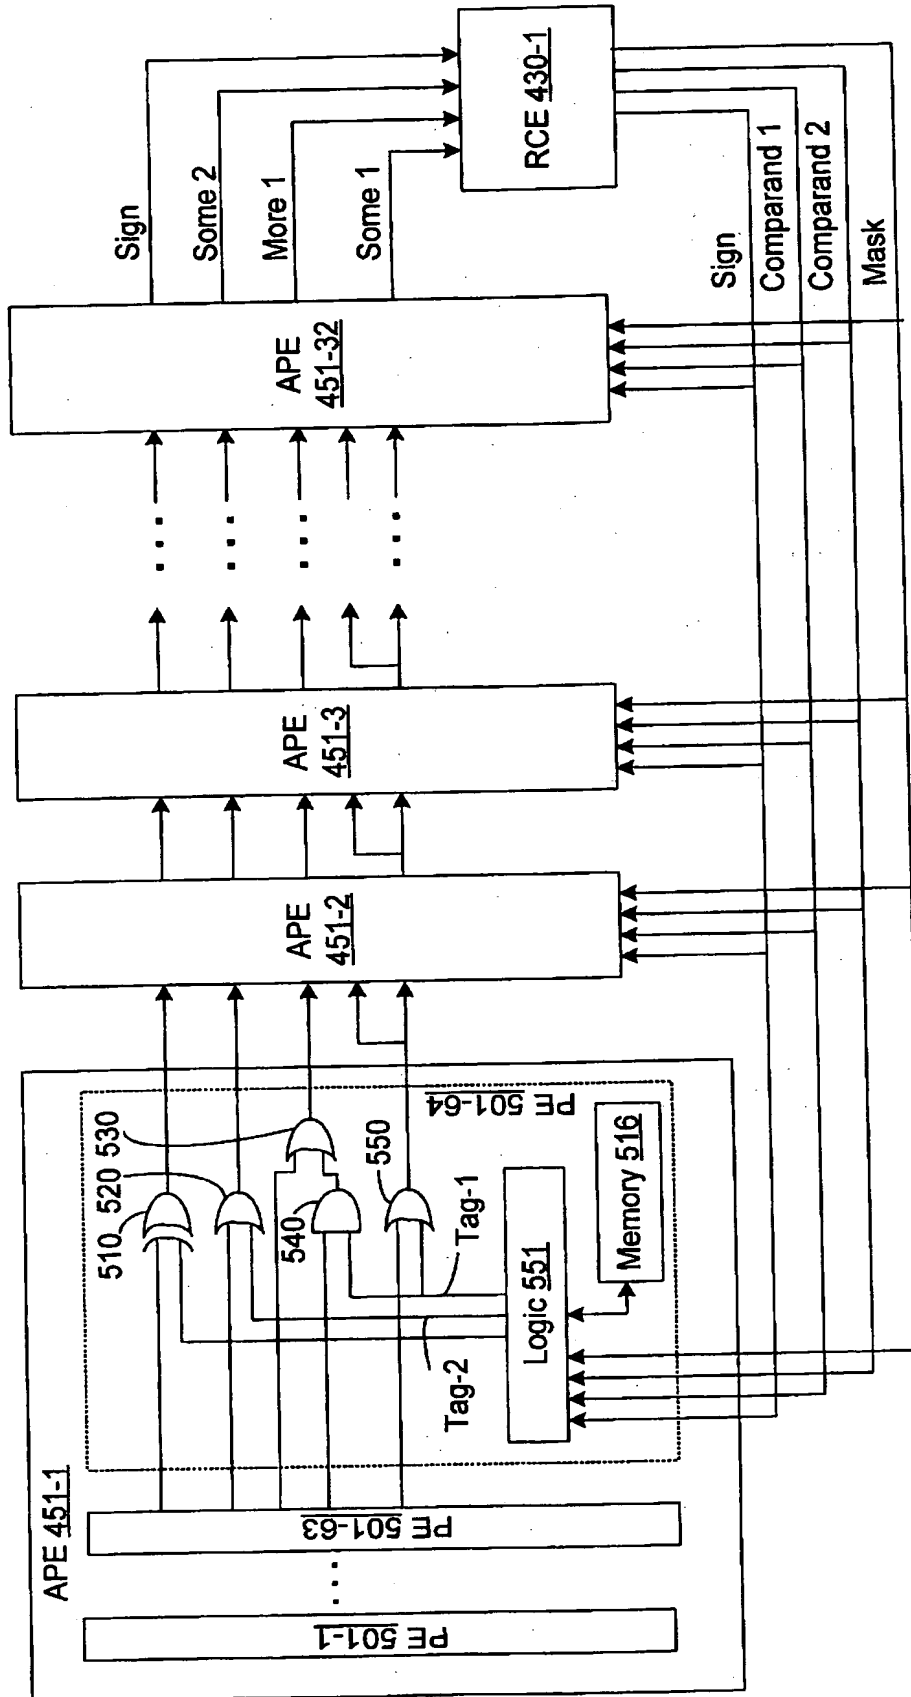 APE 451-1
PE 501-1
PE 501-63
PE 501-64
510
520
530
540
550
Tag-1
Tag-2
Logic 551
Memory 516
APE
451-2
APE
451-3
APE
451-32
Sign
Some 2
More 1
Some 1
RCE 430-1
Sign
Comparand 1
Comparand 2
Mask